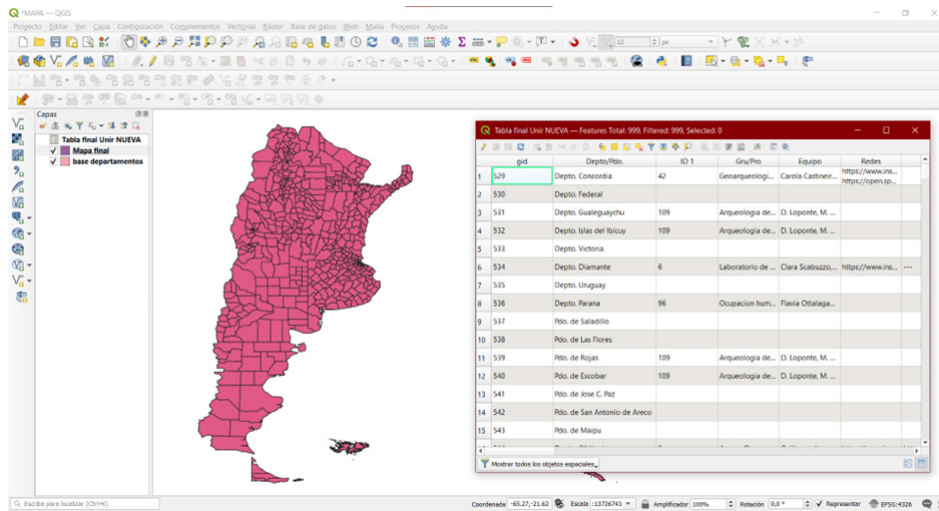 *MAPA — QGIS
Proyecto Editar Ver Capa Configuración Complementos Vectorial Ráster Base de datos Web Malla Procesos Ayuda
12 px
Capas
Tabla final Unir NUEVA
Mapa final
base departamentos
Tabla final Unir NUEVA — Features Total: 999, Filtered: 999, Selected: 0
gid Depto/Pdo. ID 1 Gru/Pro Equipo Redes
1 529 Depto. Concordia 42 Geoarqueologi... Carola Castineir... https://www.ins...
https://open.sp...
2 530 Depto. Federal
3 531 Depto. Gualeguaychu 109 Arqueologia de... D. Loponte, M. ...
4 532 Depto. Islas del Ibicuy 109 Arqueologia de... D. Loponte, M. ...
5 533 Depto. Victoria
6 534 Depto. Diamante 6 Laboratorio de ... Clara Scabuzzo,... https://www.ins... ...
7 535 Depto. Uruguay
8 536 Depto. Parana 96 Ocupacion hum... Flavia Ottalaga...
9 537 Pdo. de Saladillo
10 538 Pdo. de Las Flores
11 539 Pdo. de Rojas 109 Arqueologia de... D. Loponte, M. ...
12 540 Pdo. de Escobar 109 Arqueologia de... D. Loponte, M. ...
13 541 Pdo. de Jose C. Paz
14 542 Pdo. de San Antonio de Areco
15 543 Pdo. de Maipu
Mostrar todos los objetos espaciales
Escriba para localizar (Ctrl+K) Coordenada -65.27,-21.62 Escala :13726743 Amplificador 100% Rotación 0,0 ° Representar EPSG:4326